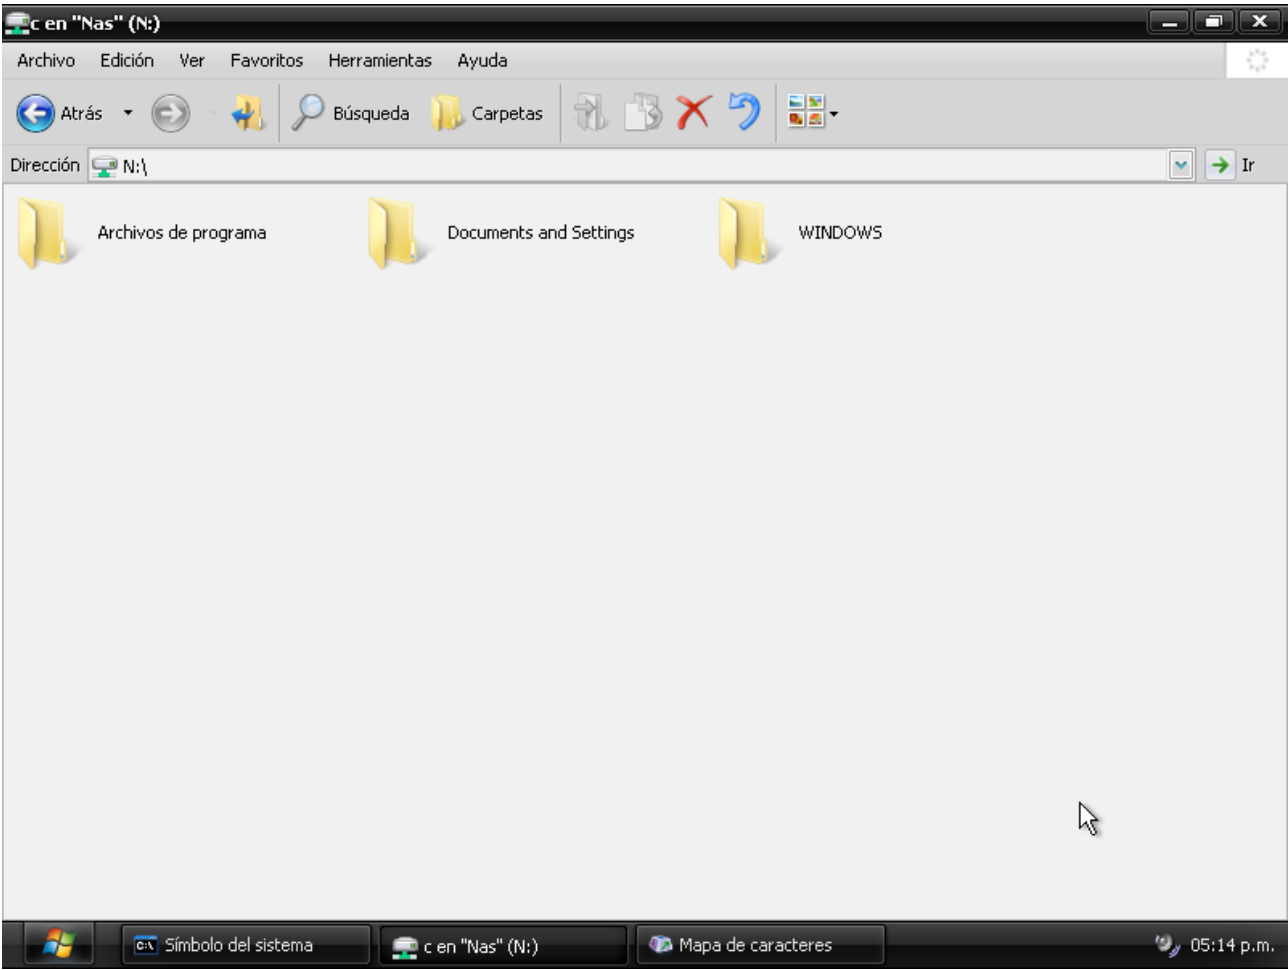 c en "Nas" (N:)
Archivo Edición Ver Favoritos Herramientas Ayuda
Atrás Búsqueda Carpetas
Dirección N:\ Ir
Archivos de programa Documents and Settings WINDOWS
C:\ Símbolo del sistema c en "Nas" (N:) Mapa de caracteres 05:14 p.m.